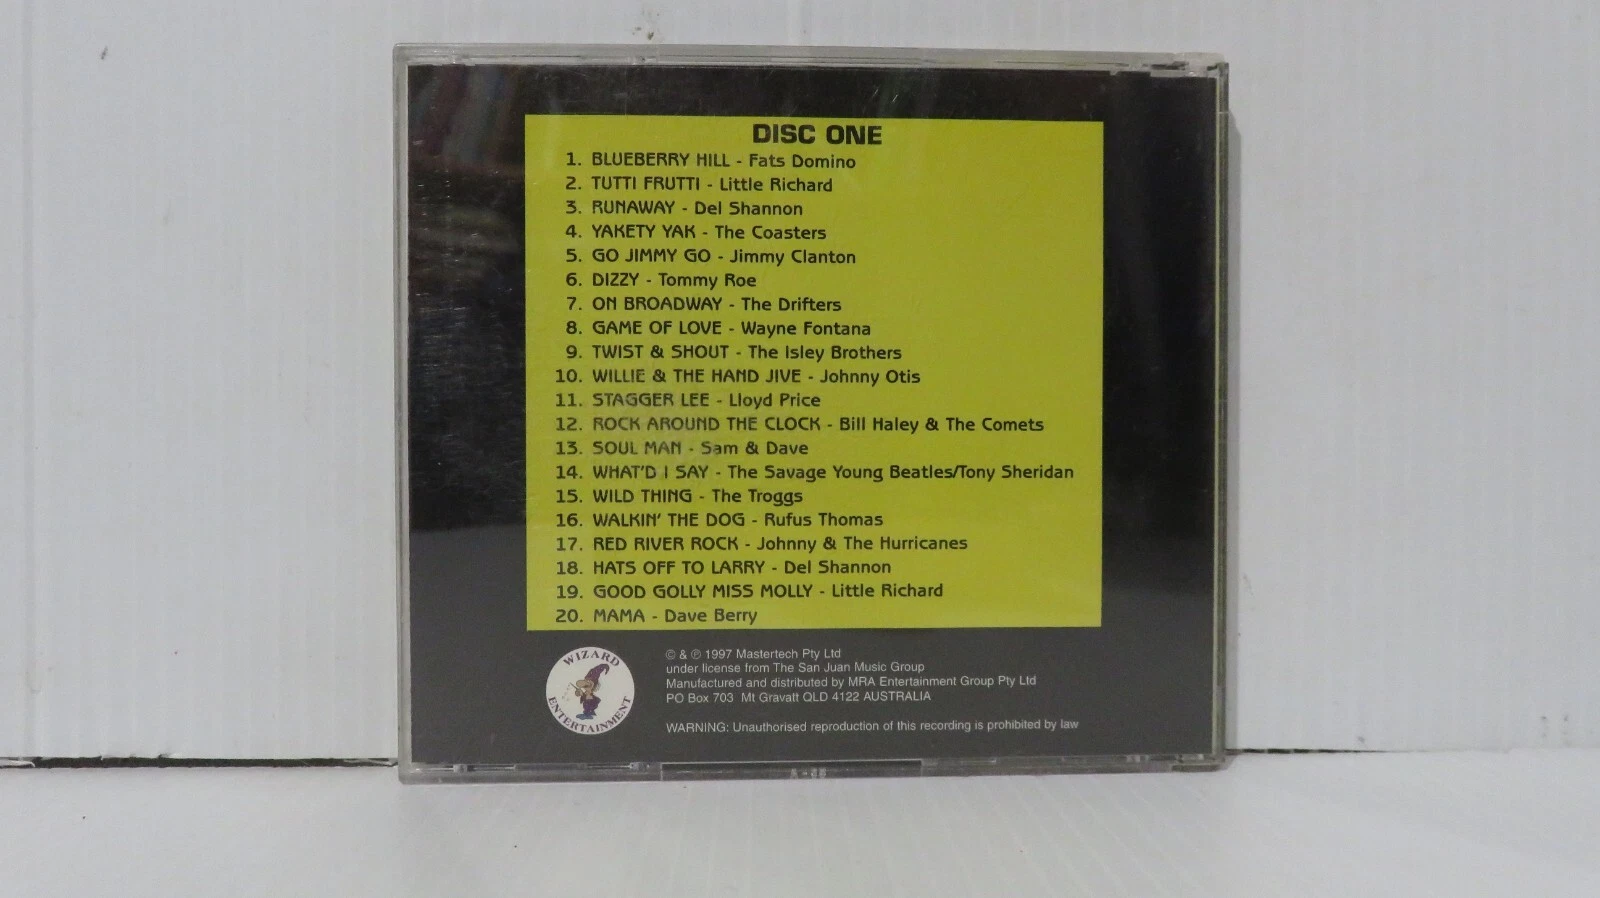 DISC ONE
1. BLUEBERRY HILL - Fats Domino
2. TUTTI FRUTTI - Little Richard
3. RUNAWAY - Del Shannon
4. YAKETY YAK - The Coasters
5. GO JIMMY GO - Jimmy Clanton
6. DIZZY - Tommy Roe
7. ON BROADWAY - The Drifters
8. GAME OF LOVE - Wayne Fontana
9. TWIST & SHOUT - The Isley Brothers
10. WILLIE & THE HAND JIVE - Johnny Otis
11. STAGGER LEE - Lloyd Price
12. ROCK AROUND THE CLOCK - Bill Haley & The Comets
13. SOUL MAN - Sam & Dave
14. WHAT'D I SAY - The Savage Young Beatles/Tony Sheridan
15. WILD THING - The Troggs
16. WALKIN' THE DOG - Rufus Thomas
17. RED RIVER ROCK - Johnny & The Hurricanes
18. HATS OFF TO LARRY - Del Shannon
19. GOOD GOLLY MISS MOLLY - Little Richard
20. MAMA - Dave Berry
WIZARD
ENTERTAINMENT
© & ℗ 1997 Mastertech Pty Ltd
under license from The San Juan Music Group
Manufactured and distributed by MRA Entertainment Group Pty Ltd
PO Box 703 Mt Gravatt QLD 4122 AUSTRALIA
WARNING: Unauthorised reproduction of this recording is prohibited by law